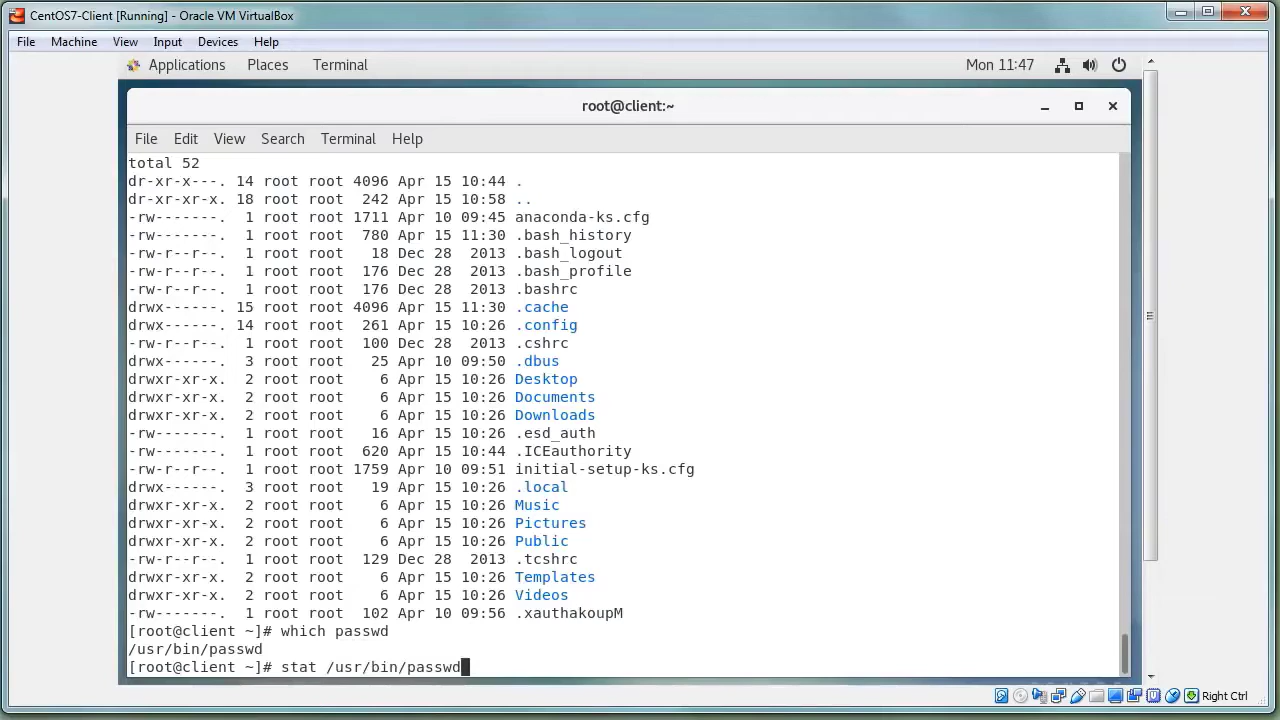 CentOS7-Client [Running] - Oracle VM VirtualBox
File Machine View Input Devices Help
Applications Places Terminal Mon 11:47
root@client:~
File Edit View Search Terminal Help
total 52
dr-xr-x---. 14 root root 4096 Apr 15 10:44 .
dr-xr-xr-x. 18 root root  242 Apr 15 10:58 ..
-rw-------.  1 root root 1711 Apr 10 09:45 anaconda-ks.cfg
-rw-------.  1 root root  780 Apr 15 11:30 .bash_history
-rw-r--r--.  1 root root   18 Dec 28  2013 .bash_logout
-rw-r--r--.  1 root root  176 Dec 28  2013 .bash_profile
-rw-r--r--.  1 root root  176 Dec 28  2013 .bashrc
drwx------. 15 root root 4096 Apr 15 11:30 .cache
drwx------. 14 root root  261 Apr 15 10:26 .config
-rw-r--r--.  1 root root  100 Dec 28  2013 .cshrc
drwx------.  3 root root   25 Apr 10 09:50 .dbus
drwxr-xr-x.  2 root root    6 Apr 15 10:26 Desktop
drwxr-xr-x.  2 root root    6 Apr 15 10:26 Documents
drwxr-xr-x.  2 root root    6 Apr 15 10:26 Downloads
-rw-------.  1 root root   16 Apr 15 10:26 .esd_auth
-rw-------.  1 root root  620 Apr 15 10:44 .ICEauthority
-rw-r--r--.  1 root root 1759 Apr 10 09:51 initial-setup-ks.cfg
drwx------.  3 root root   19 Apr 15 10:26 .local
drwxr-xr-x.  2 root root    6 Apr 15 10:26 Music
drwxr-xr-x.  2 root root    6 Apr 15 10:26 Pictures
drwxr-xr-x.  2 root root    6 Apr 15 10:26 Public
-rw-r--r--.  1 root root  129 Dec 28  2013 .tcshrc
drwxr-xr-x.  2 root root    6 Apr 15 10:26 Templates
drwxr-xr-x.  2 root root    6 Apr 15 10:26 Videos
-rw-------.  1 root root  102 Apr 10 09:56 .xauthakoupM
[root@client ~]# which passwd
/usr/bin/passwd
[root@client ~]# stat /usr/bin/passwd
Right Ctrl